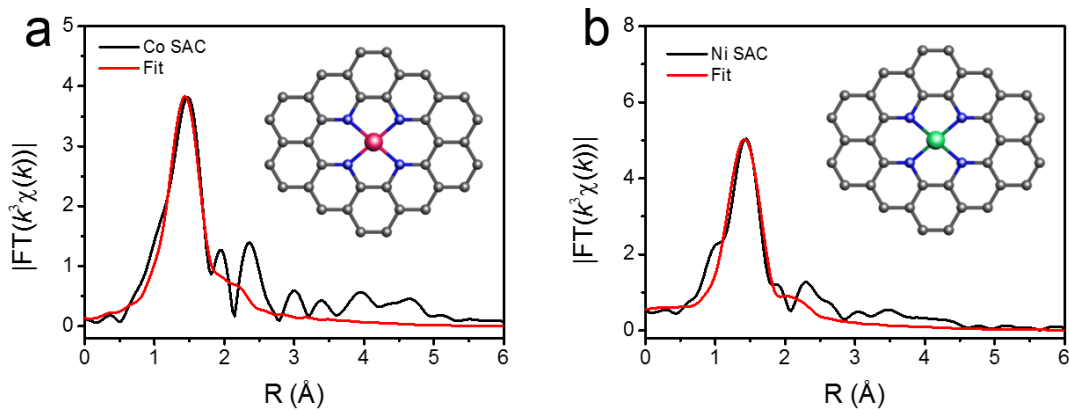 a
5
4
3
2
1
0
Co SAC
Fit
|FT(k³χ(k))|
0 1 2 3 4 5 6
R (Å)
b
8
6
4
2
0
Ni SAC
Fit
|FT(k³χ(k))|
0 1 2 3 4 5 6
R (Å)